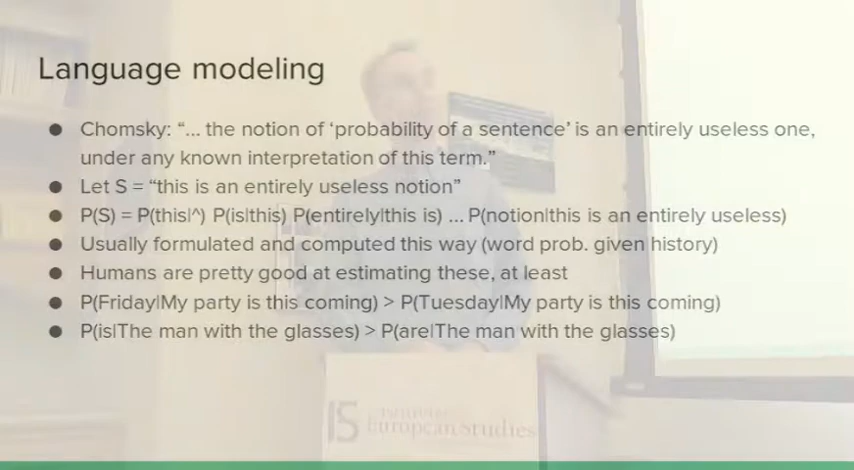 Language modeling
● Chomsky: “... the notion of ‘probability of a sentence’ is an entirely useless one,
under any known interpretation of this term.”
● Let S = “this is an entirely useless notion”
● P(S) = P(this|^) P(is|this) P(entirely|this is) ... P(notion|this is an entirely useless)
● Usually formulated and computed this way (word prob. given history)
● Humans are pretty good at estimating these, at least
● P(Friday|My party is this coming) > P(Tuesday|My party is this coming)
● P(is|The man with the glasses) > P(are|The man with the glasses)
IS
European Studies